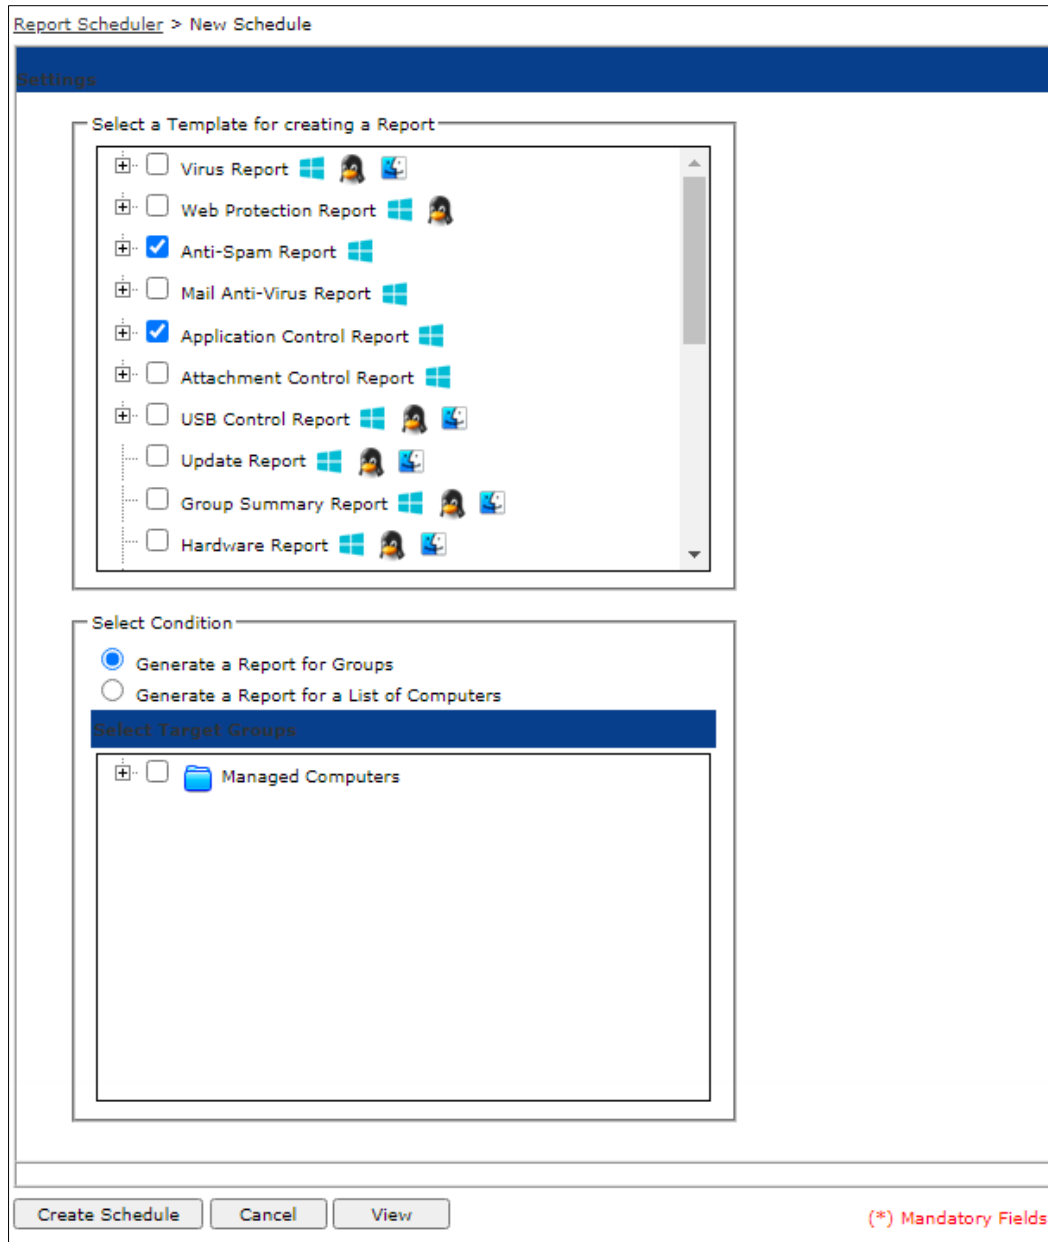 Report Scheduler > New Schedule
Settings
Select a Template for creating a Report
Virus Report
Web Protection Report
Anti-Spam Report
Mail Anti-Virus Report
Application Control Report
Attachment Control Report
USB Control Report
Update Report
Group Summary Report
Hardware Report
Select Condition
Generate a Report for Groups
Generate a Report for a List of Computers
Select Target Groups
Managed Computers
Create Schedule Cancel View (*) Mandatory Fields